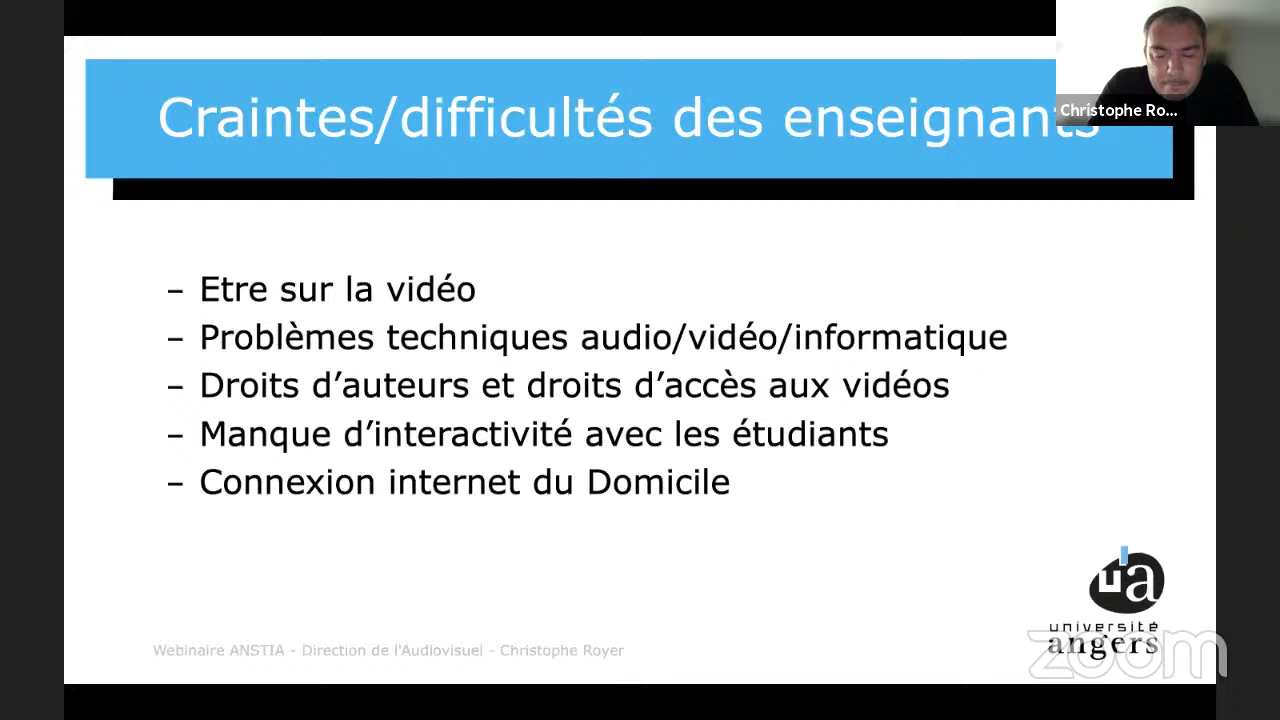 Craintes/difficultés des enseignants
Christophe Ro...
– Etre sur la vidéo
– Problèmes techniques audio/vidéo/informatique
– Droits d’auteurs et droits d’accès aux vidéos
– Manque d’interactivité avec les étudiants
– Connexion internet du Domicile
ua
université
angers
zoom
Webinaire ANSTIA - Direction de l'Audiovisuel - Christophe Royer